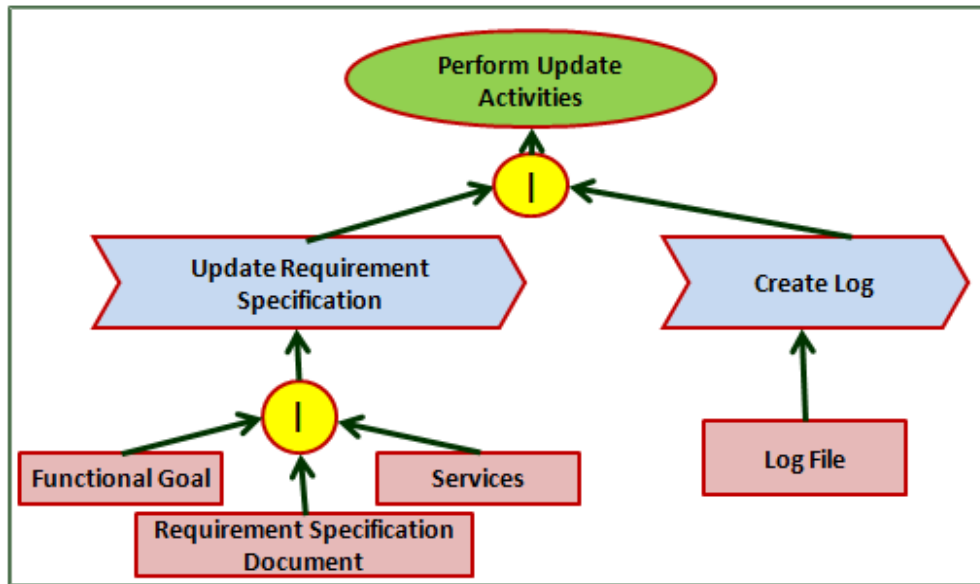 Perform Update
Activities
|
Update Requirement
Specification
Create Log
|
Functional Goal
Services
Log File
Requirement Specification
Document